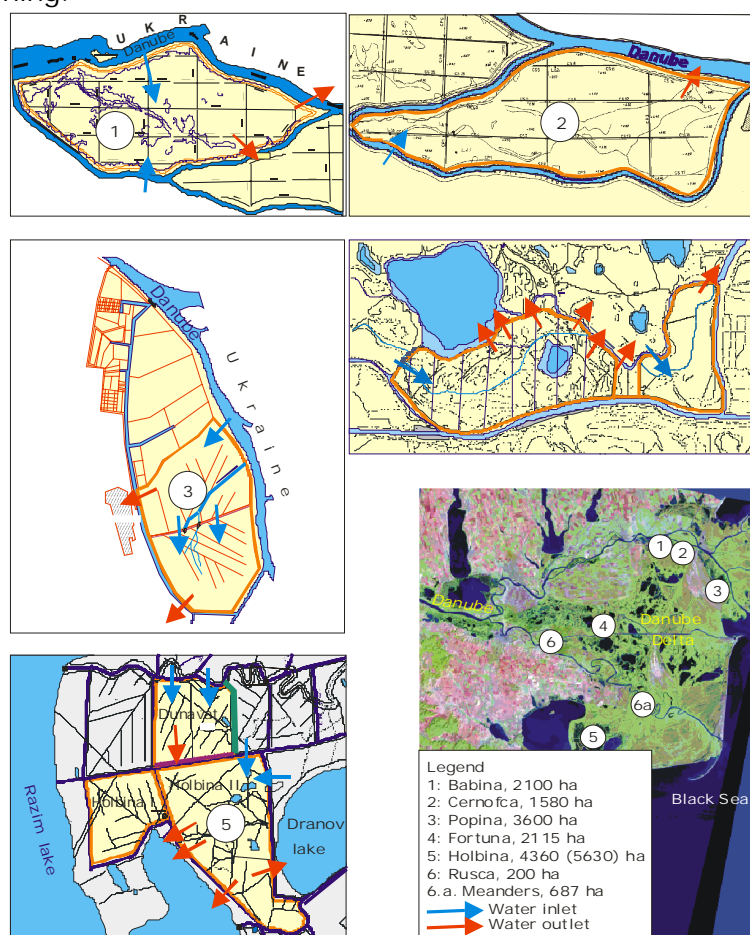 ning.
U K R A I N E
Danube
1
Danube
2
Danube
Ukraine
3
Dunavat
Holbina I
Holbina II
5
Razim lake
Dranov
lake
1
2
3
Danube
4
Danube
Delta
6
6a
5
Black Sea
Legend
1: Babina, 2100 ha
2: Cernofca, 1580 ha
3: Popina, 3600 ha
4: Fortuna, 2115 ha
5: Holbina, 4360 (5630) ha
6: Rusca, 200 ha
6.a. Meanders, 687 ha
Water inlet
Water outlet